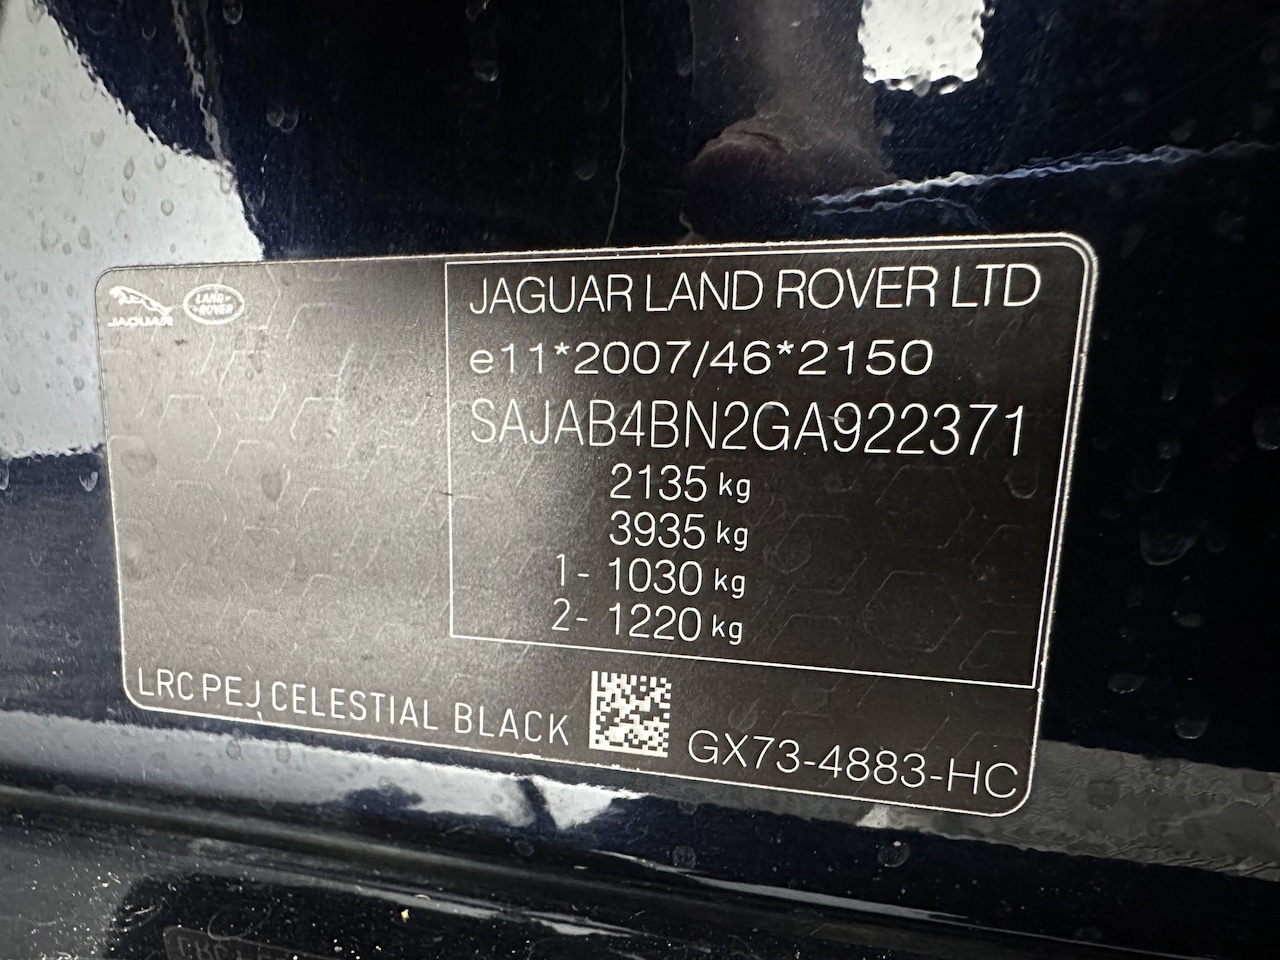 JAGUAR
LAND-
ROVER
JAGUAR LAND ROVER LTD
e11*2007/46*2150
SAJAB4BN2GA922371
2135 kg
3935 kg
1- 1030 kg
2- 1220 kg
LRC PEJ CELESTIAL BLACK
GX73-4883-HC